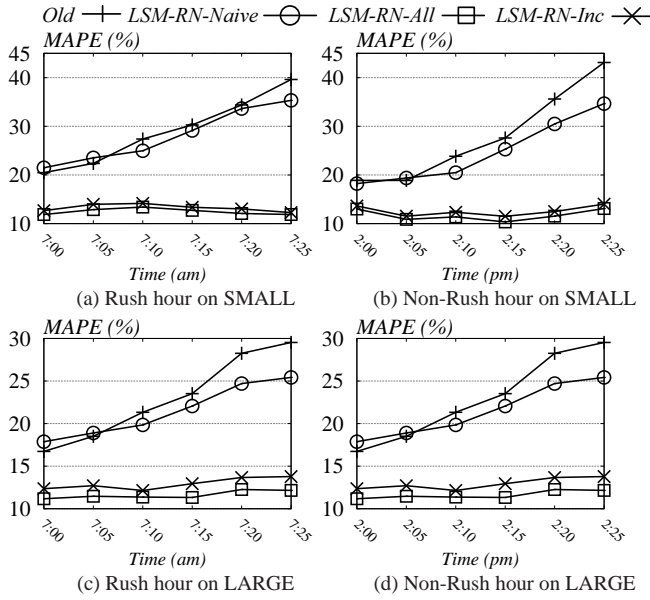 Old LSM-RN-Naive LSM-RN-All LSM-RN-Inc
MAPE (%) MAPE (%)
45 45
40 40
30 30
20 20
10 10
7:00 7:05 7:10 7:15 7:20 7:25 2:00 2:05 2:10 2:15 2:20 2:25
Time (am) Time (pm)
(a) Rush hour on SMALL (b) Non-Rush hour on SMALL
MAPE (%) MAPE (%)
30 30
25 25
20 20
15 15
10 10
7:00 7:05 7:10 7:15 7:20 7:25 2:00 2:05 2:10 2:15 2:20 2:25
Time (am) Time (pm)
(c) Rush hour on LARGE (d) Non-Rush hour on LARGE